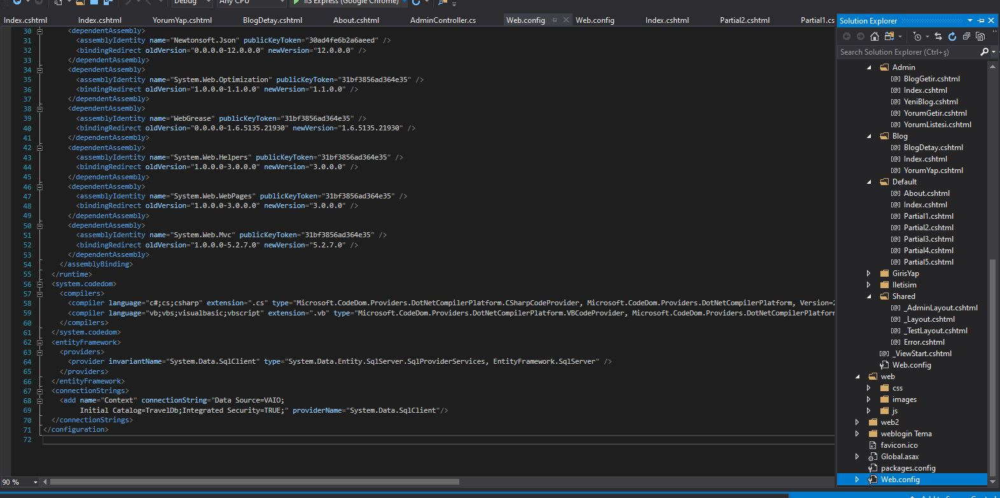 Debug
Any CPU
IIS Express (Google Chrome)
Index.cshtml
Index.cshtml
YorumYap.cshtml
BlogDetay.cshtml
About.cshtml
AdminController.cs
Web.config
Web.config
Index.cshtml
Partial2.cshtml
Partial1.cs
30 <dependentAssembly>
31 <assemblyIdentity name="Newtonsoft.Json" publicKeyToken="30ad4fe6b2a6aeed" />
32 <bindingRedirect oldVersion="0.0.0.0-12.0.0.0" newVersion="12.0.0.0" />
33 </dependentAssembly>
34 <dependentAssembly>
35 <assemblyIdentity name="System.Web.Optimization" publicKeyToken="31bf3856ad364e35" />
36 <bindingRedirect oldVersion="1.0.0.0-1.1.0.0" newVersion="1.1.0.0" />
37 </dependentAssembly>
38 <dependentAssembly>
39 <assemblyIdentity name="WebGrease" publicKeyToken="31bf3856ad364e35" />
40 <bindingRedirect oldVersion="0.0.0.0-1.6.5135.21930" newVersion="1.6.5135.21930" />
41 </dependentAssembly>
42 <dependentAssembly>
43 <assemblyIdentity name="System.Web.Helpers" publicKeyToken="31bf3856ad364e35" />
44 <bindingRedirect oldVersion="1.0.0.0-3.0.0.0" newVersion="3.0.0.0" />
45 </dependentAssembly>
46 <dependentAssembly>
47 <assemblyIdentity name="System.Web.WebPages" publicKeyToken="31bf3856ad364e35" />
48 <bindingRedirect oldVersion="1.0.0.0-3.0.0.0" newVersion="3.0.0.0" />
49 </dependentAssembly>
50 <dependentAssembly>
51 <assemblyIdentity name="System.Web.Mvc" publicKeyToken="31bf3856ad364e35" />
52 <bindingRedirect oldVersion="1.0.0.0-5.2.7.0" newVersion="5.2.7.0" />
53 </dependentAssembly>
54 </assemblyBinding>
55 </runtime>
56 <system.codedom>
57 <compilers>
58 <compiler language="c#;cs;csharp" extension=".cs" type="Microsoft.CodeDom.Providers.DotNetCompilerPlatform.CSharpCodeProvider, Microsoft.CodeDom.Providers.DotNetCompilerPlatform, Version=2
59 <compiler language="vb;vbs;visualbasic;vbscript" extension=".vb" type="Microsoft.CodeDom.Providers.DotNetCompilerPlatform.VBCodeProvider, Microsoft.CodeDom.Providers.DotNetCompilerPlatform
60 </compilers>
61 </system.codedom>
62 <entityFramework>
63 <providers>
64 <provider invariantName="System.Data.SqlClient" type="System.Data.Entity.SqlServer.SqlProviderServices, EntityFramework.SqlServer" />
65 </providers>
66 </entityFramework>
67 <connectionStrings>
68 <add name="Context" connectionString="Data Source=VAIO;
69 Initial Catalog=TravelDb;Integrated Security=TRUE;" providerName="System.Data.SqlClient"/>
70 </connectionStrings>
71 </configuration>
72
90 %
Solution Explorer
Search Solution Explorer (Ctrl+ş)
Admin
BlogGetir.cshtml
Index.cshtml
YeniBlog.cshtml
YorumGetir.cshtml
YorumListesi.cshtml
Blog
BlogDetay.cshtml
Index.cshtml
YorumYap.cshtml
Default
About.cshtml
Index.cshtml
Partial1.cshtml
Partial2.cshtml
Partial3.cshtml
Partial4.cshtml
Partial5.cshtml
GirisYap
Iletisim
Shared
_AdminLayout.cshtml
_Layout.cshtml
_TestLayout.cshtml
Error.cshtml
_ViewStart.cshtml
Web.config
web
css
images
js
web2
weblogin Tema
favicon.ico
Global.asax
packages.config
Web.config